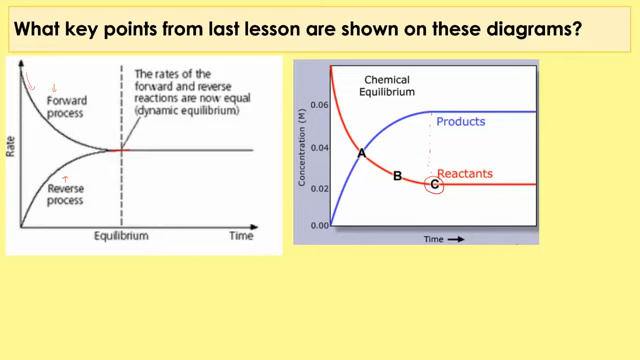 What key points from last lesson are shown on these diagrams?
The rates of the
forward and reverse
reactions are now equal
(dynamic equilibrium)
Forward
process
Reverse
process
Rate
Equilibrium
Time
Chemical
Equilibrium
Concentration (M)
0.06
0.04
0.02
0.00
Products
Reactants
A
B
C
Time